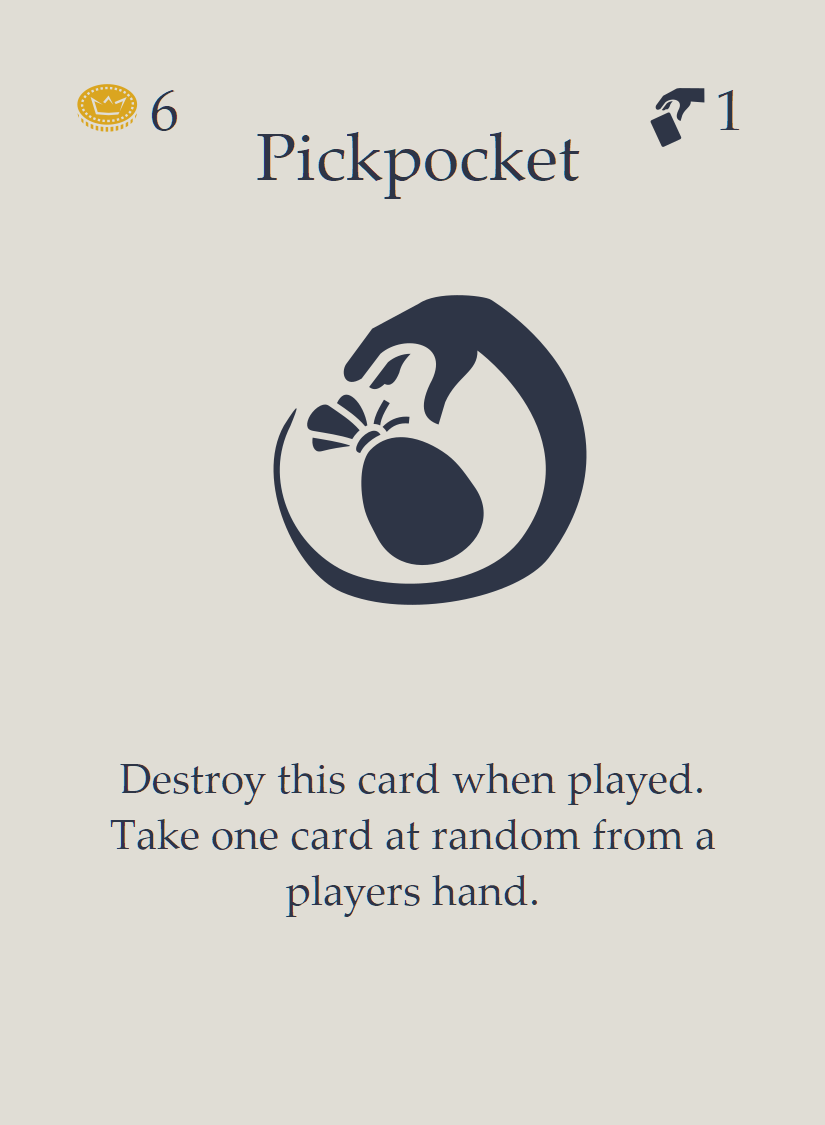 6
1
Pickpocket
Destroy this card when played.
Take one card at random from a
players hand.